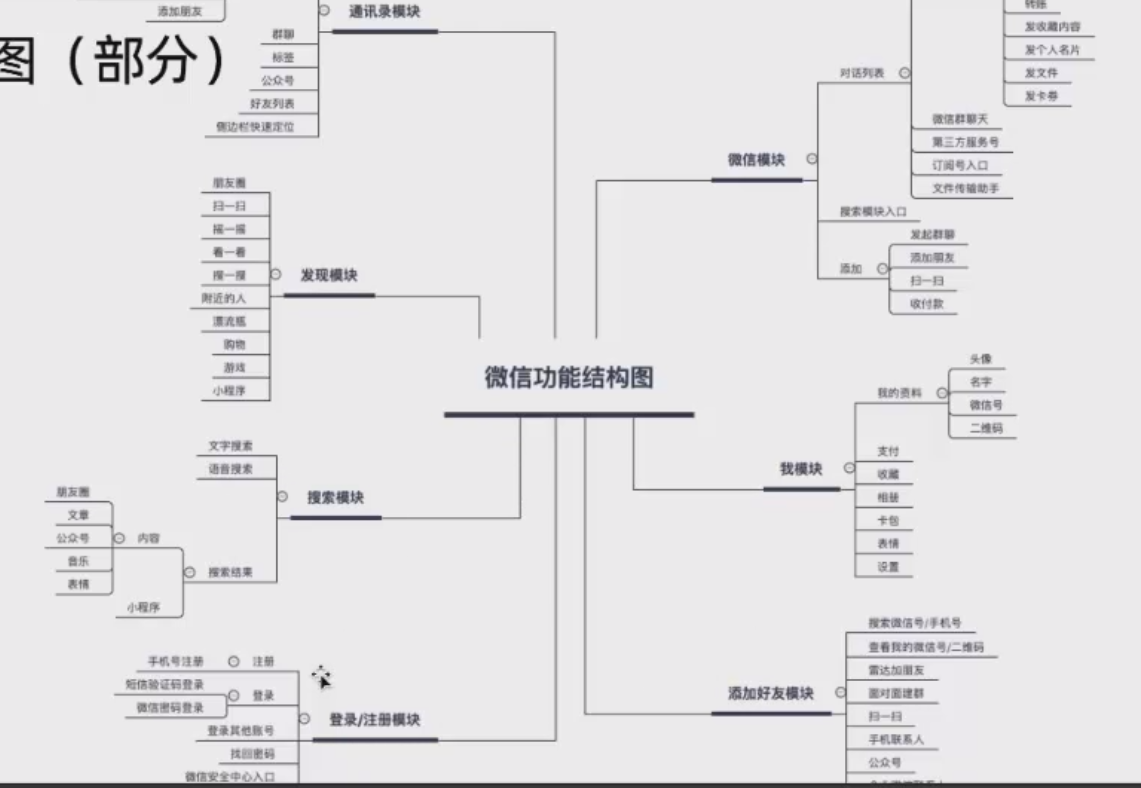 图（部分）
微信功能结构图
通讯录模块
添加朋友
群聊
标签
公众号
好友列表
侧边栏快速定位
发现模块
朋友圈
扫一扫
摇一摇
看一看
搜一搜
附近的人
漂流瓶
购物
游戏
小程序
搜索模块
文字搜索
语音搜索
搜索结果
内容
朋友圈
文章
公众号
音乐
表情
小程序
登录/注册模块
注册
手机号注册
登录
短信验证码登录
微信密码登录
登录其他账号
找回密码
微信安全中心入口
微信模块
对话列表
转账
发收藏内容
发个人名片
发文件
发卡券
微信群聊天
第三方服务号
订阅号入口
文件传输助手
搜索模块入口
添加
发起群聊
添加朋友
扫一扫
收付款
我模块
我的资料
头像
名字
微信号
二维码
支付
收藏
相册
卡包
表情
设置
添加好友模块
搜索微信号/手机号
查看我的微信号/二维码
雷达加朋友
面对面建群
扫一扫
手机联系人
公众号